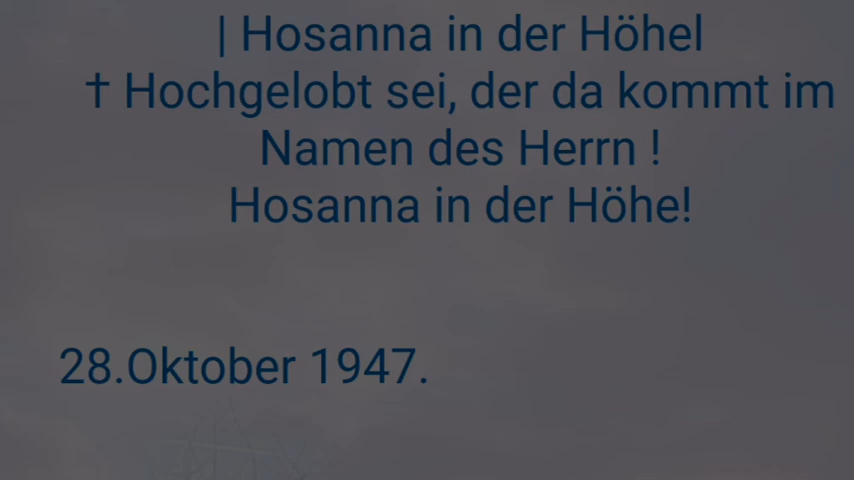 | Hosanna in der Höhel
† Hochgelobt sei, der da kommt im
Namen des Herrn !
Hosanna in der Höhe!
28.Oktober 1947.